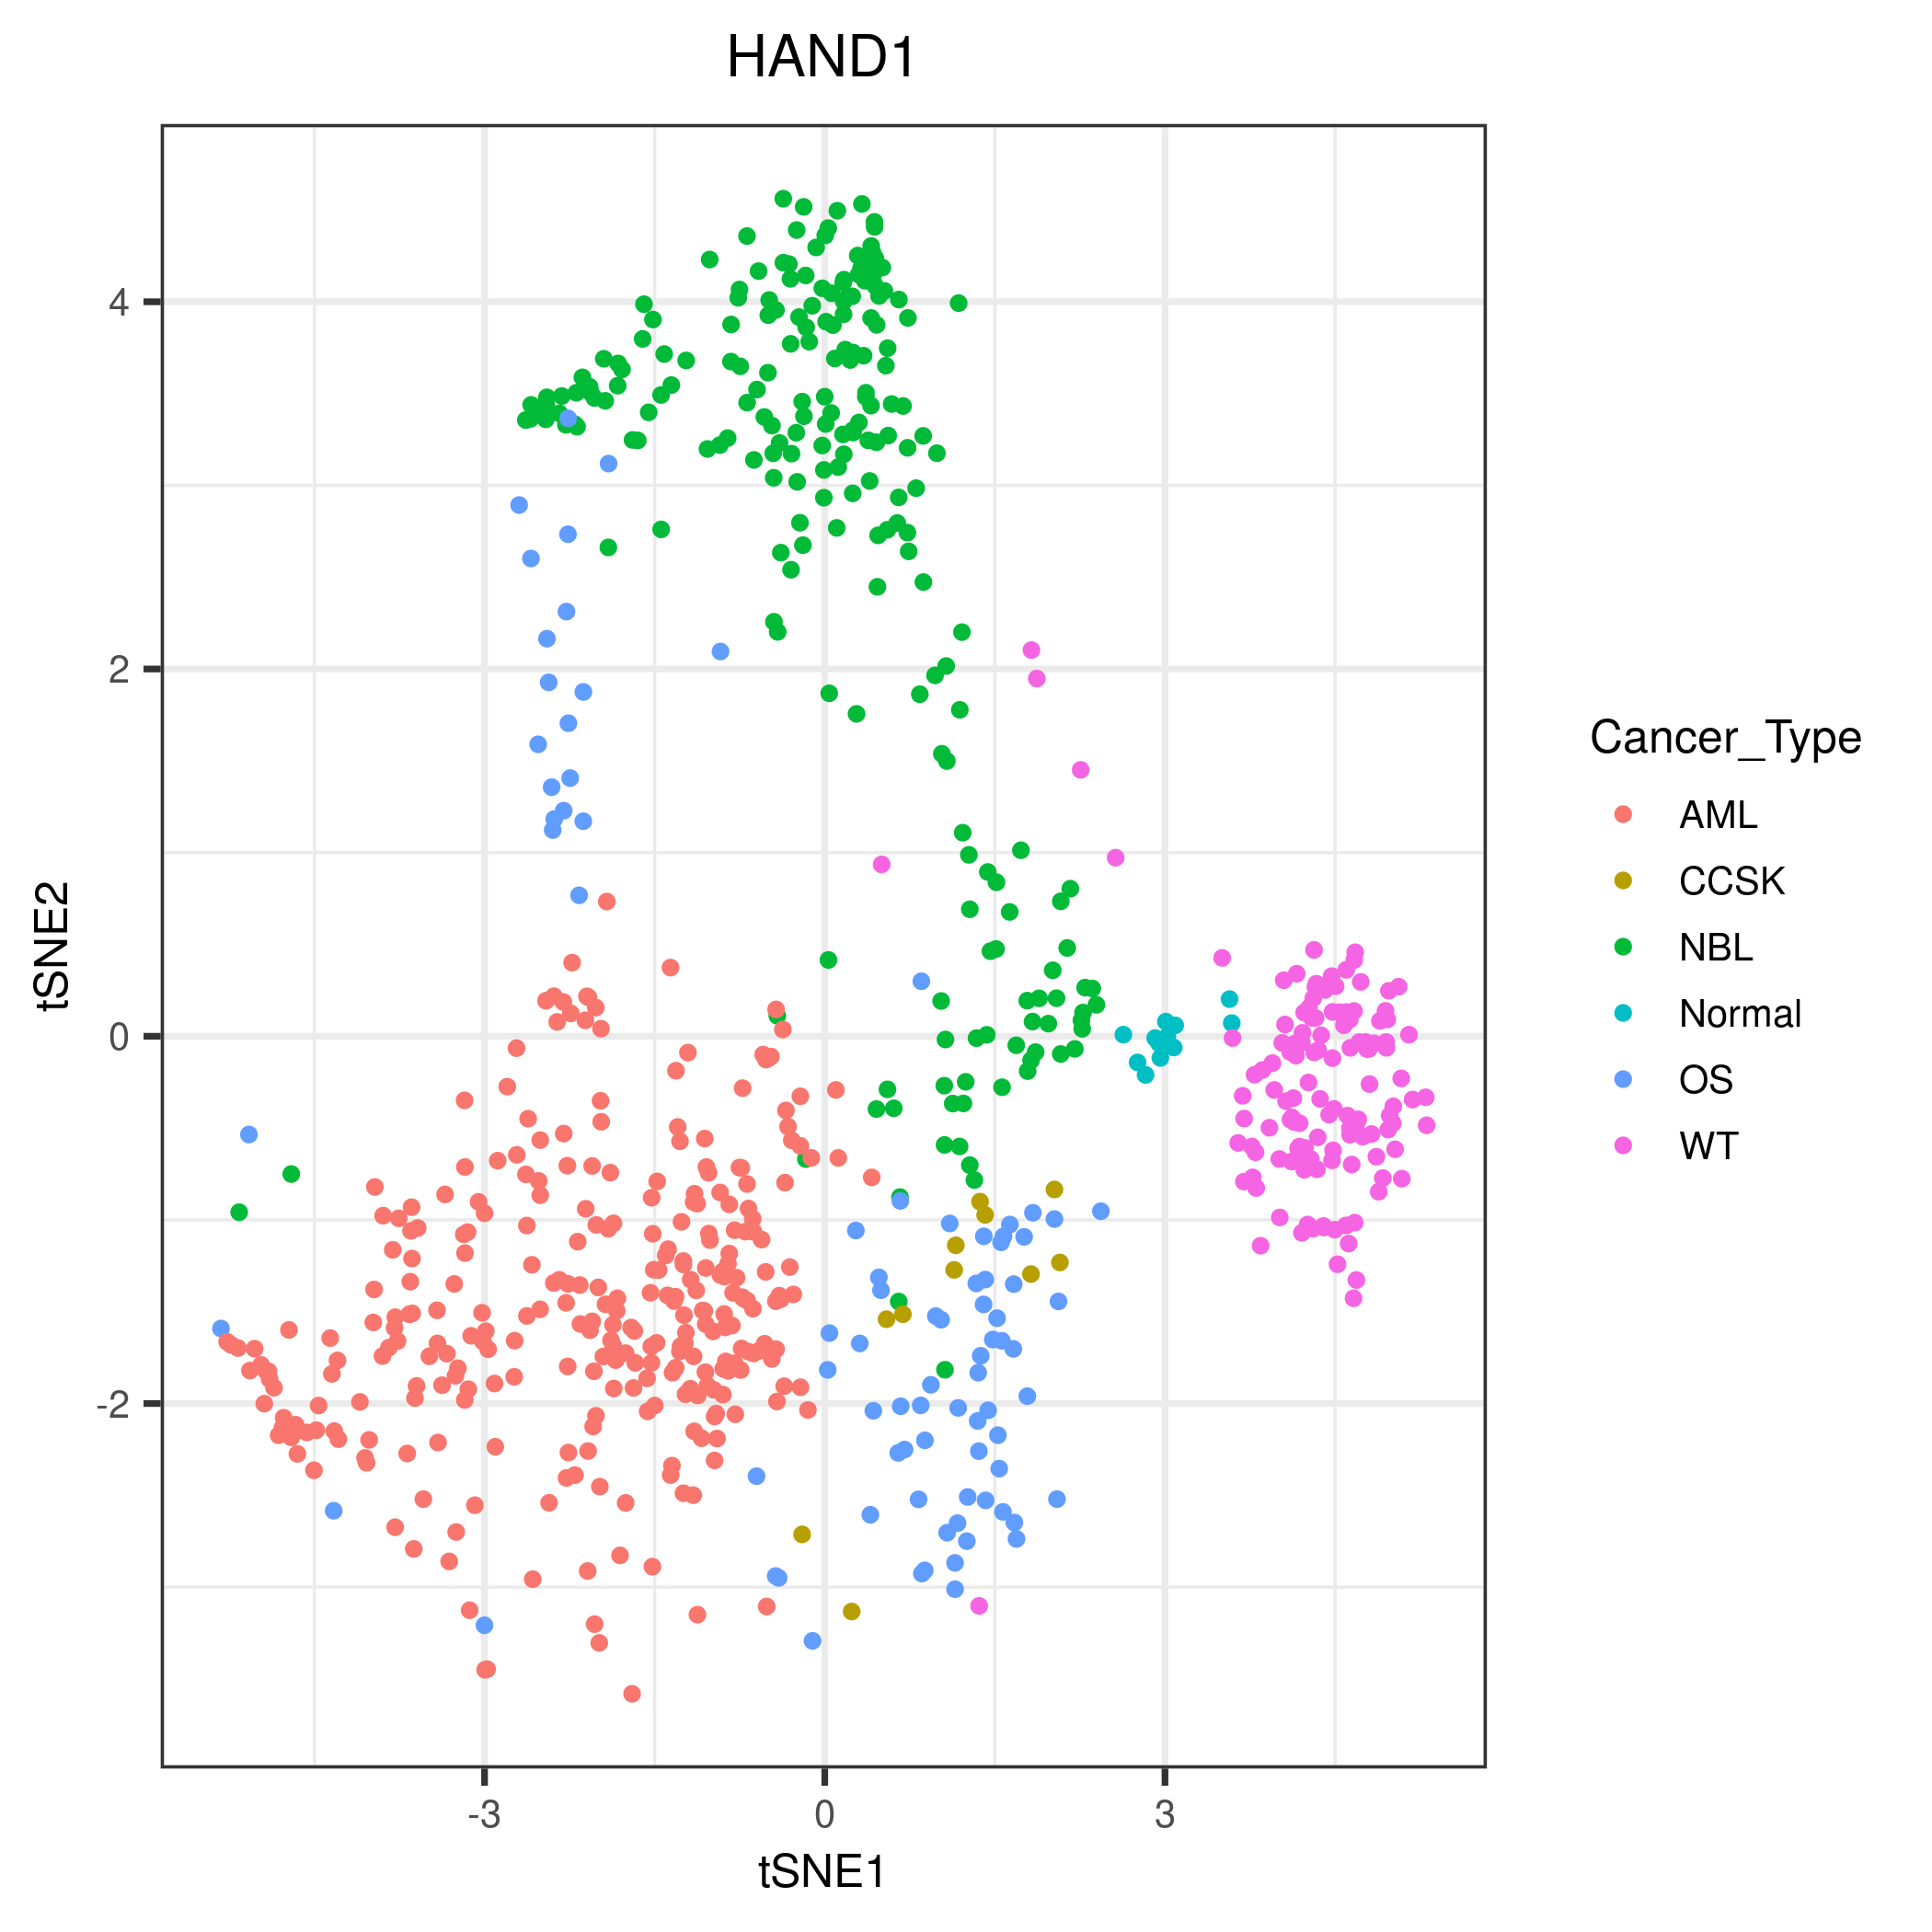 HAND1
4
2
0
-2
tSNE2
-3
0
3
tSNE1
Cancer_Type
AML
CCSK
NBL
Normal
OS
WT